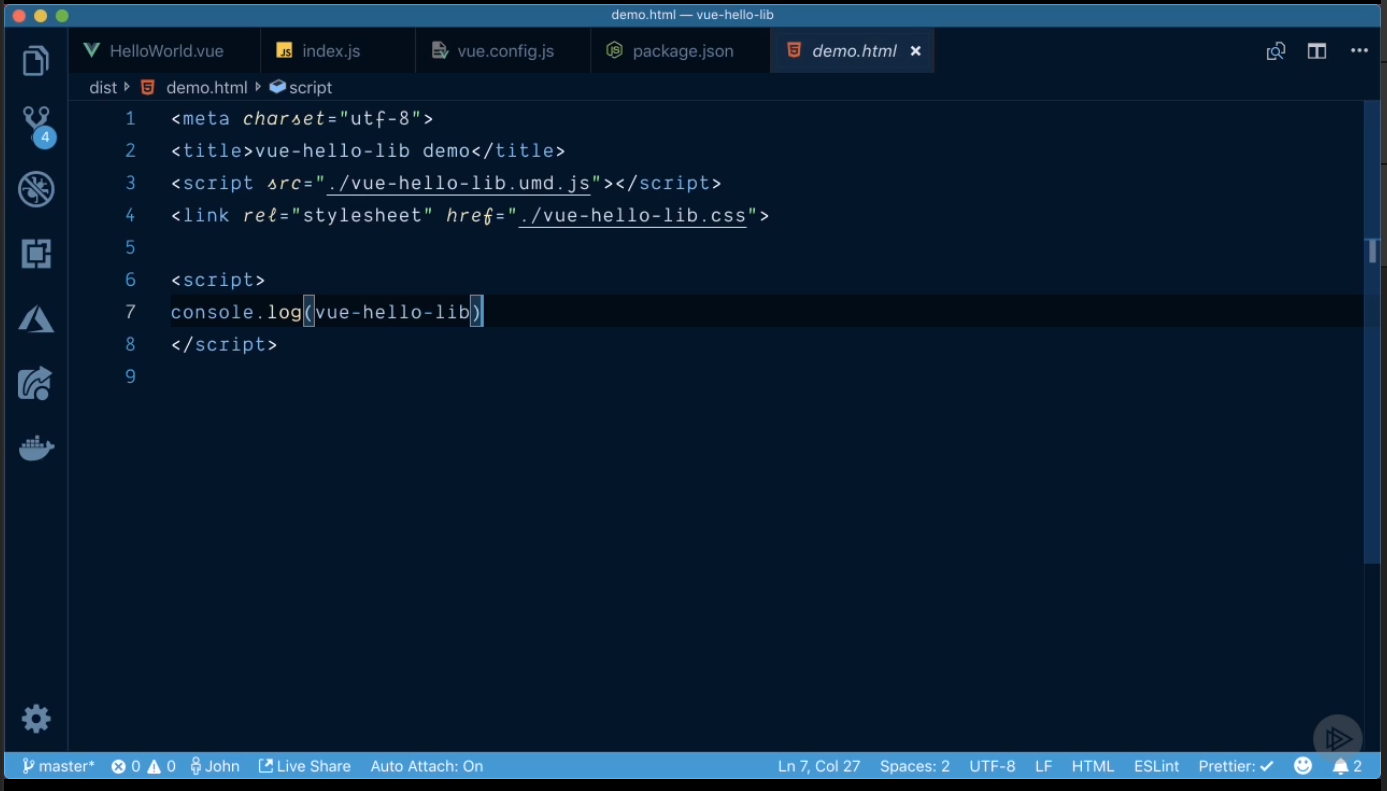 demo.html — vue-hello-lib
HelloWorld.vue index.js vue.config.js package.json demo.html ×
dist demo.html script
4
1 <meta charset="utf-8">
2 <title>vue-hello-lib demo</title>
3 <script src="./vue-hello-lib.umd.js"></script>
4 <link rel="stylesheet" href="./vue-hello-lib.css">
5
6 <script>
7 console.log(vue-hello-lib)
8 </script>
9
master* 0 0 John Live Share Auto Attach: On Ln 7, Col 27 Spaces: 2 UTF-8 LF HTML ESLint Prettier: ✓ 2